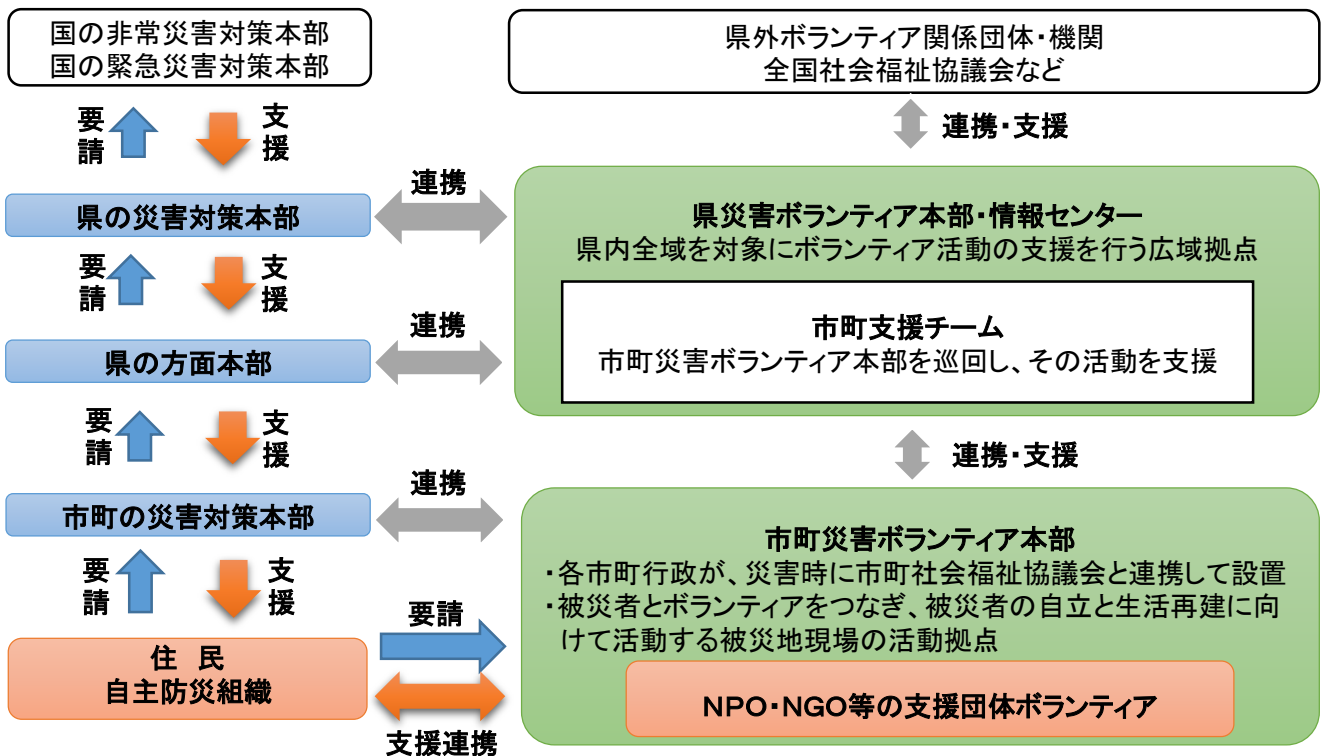 国の非常災害対策本部
国の緊急災害対策本部
要請
支援
県の災害対策本部
要請
支援
県の方面本部
要請
支援
市町の災害対策本部
要請
支援
住 民
自主防災組織
連携
連携
連携
要請
支援連携
県外ボランティア関係団体・機関
全国社会福祉協議会など
連携・支援
県災害ボランティア本部・情報センター
県内全域を対象にボランティア活動の支援を行う広域拠点
市町支援チーム
市町災害ボランティア本部を巡回し、その活動を支援
連携・支援
市町災害ボランティア本部
・各市町行政が、災害時に市町社会福祉協議会と連携して設置
・被災者とボランティアをつなぎ、被災者の自立と生活再建に向
けて活動する被災地現場の活動拠点
NPO・NGO等の支援団体ボランティア